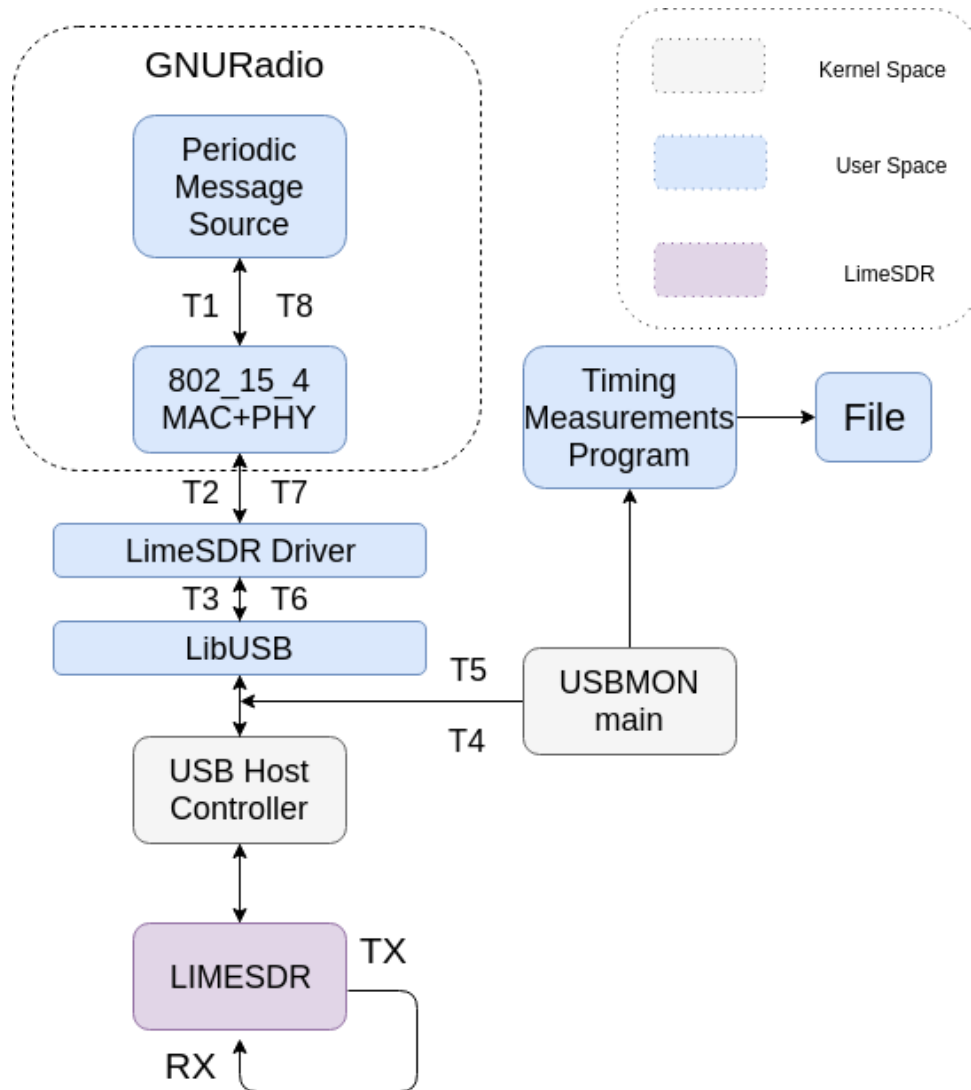 GNURadio
Periodic
Message
Source
T1 T8
802_15_4
MAC+PHY
T2 T7
LimeSDR Driver
T3 T6
LibUSB
T5
T4
USB Host
Controller
LIMESDR
TX
RX
Kernel Space
User Space
LimeSDR
Timing
Measurements
Program
File
USBMON
main